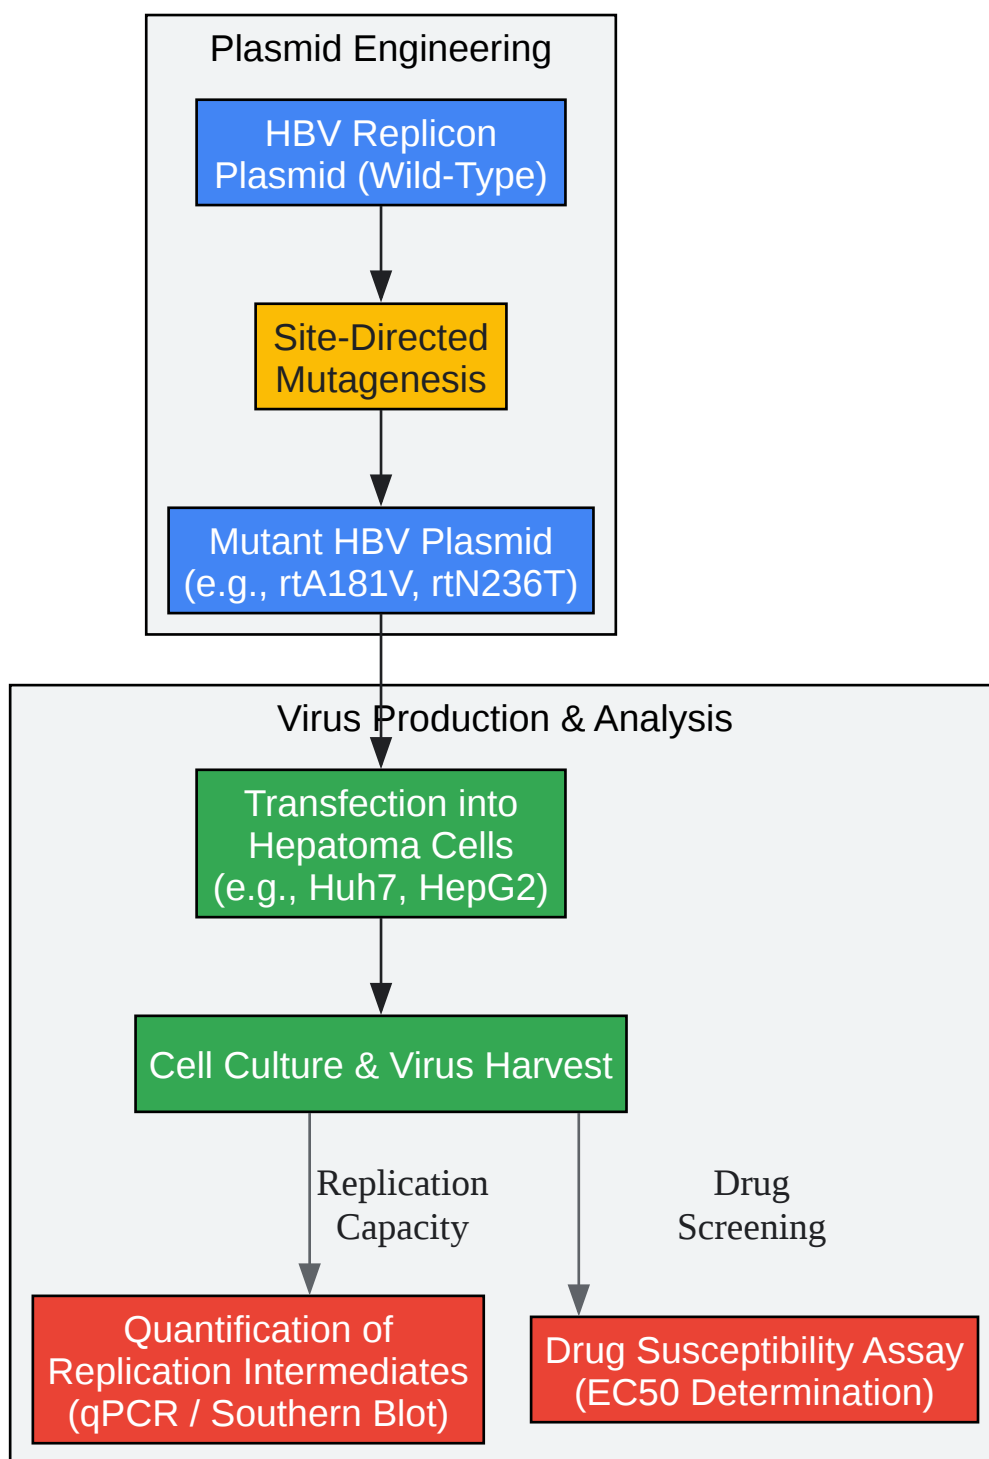 Plasmid Engineering
HBV Replicon
Plasmid (Wild-Type)
Site-Directed
Mutagenesis
Mutant HBV Plasmid
(e.g., rtA181V, rtN236T)
Virus Production & Analysis
Transfection into
Hepatoma Cells
(e.g., Huh7, HepG2)
Cell Culture & Virus Harvest
Replication
Capacity
Drug
Screening
Quantification of
Replication Intermediates
(qPCR / Southern Blot)
Drug Susceptibility Assay
(EC50 Determination)